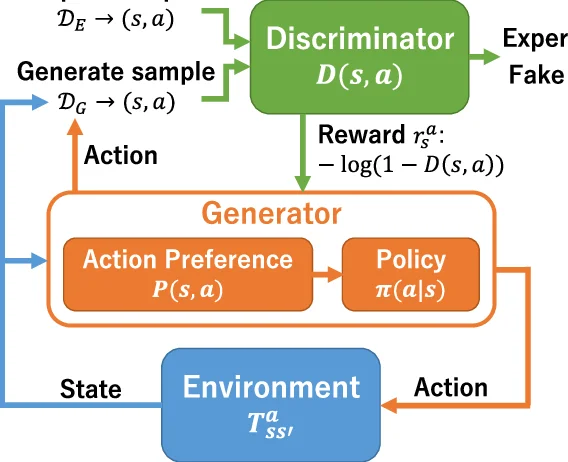 𝒟_E → (s, a)
Discriminator
D(s, a)
Exper
Fake
Generate sample
𝒟_G → (s, a)
Action
Reward r_s^a:
− log(1 − D(s, a))
Generator
Action Preference
P(s, a)
Policy
π(a|s)
State
Environment
T_{ss′}^a
Action